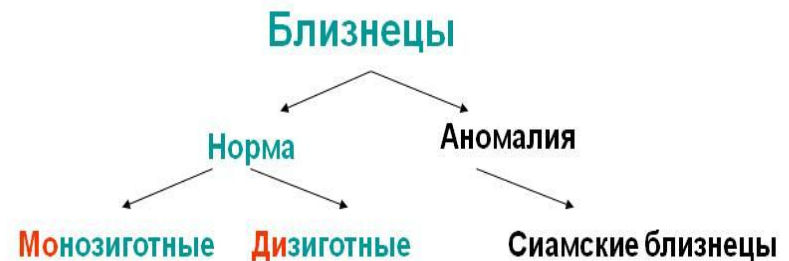 Близнецы
Норма
Аномалия
Монозиготные
Дизиготные
Сиамские близнецы